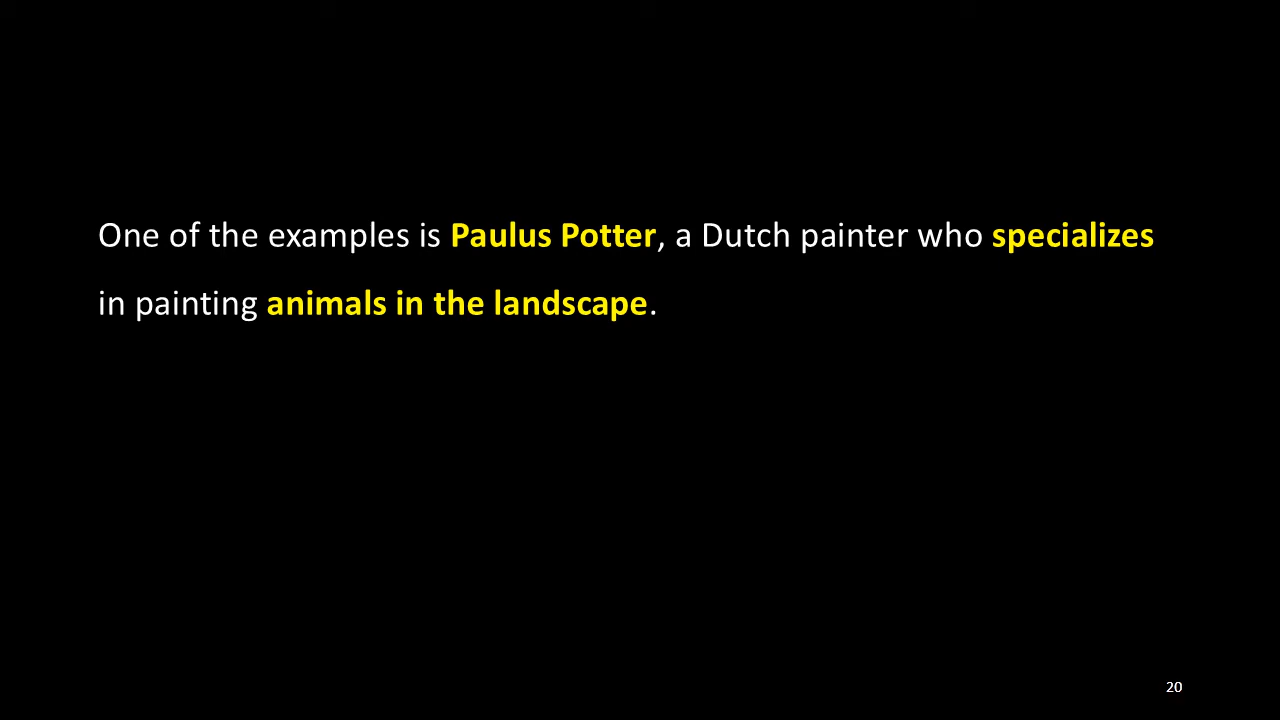 One of the examples is Paulus Potter, a Dutch painter who specializes
in painting animals in the landscape.
20